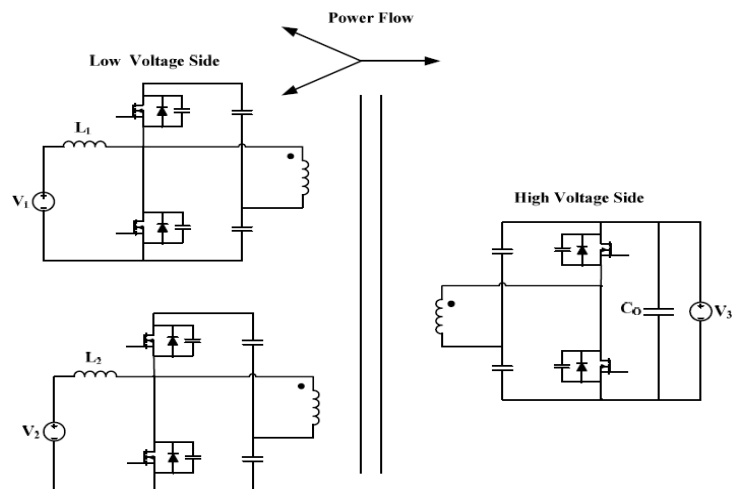 Power Flow
Low Voltage Side
L1
V1
High Voltage Side
CO
V3
L2
V2